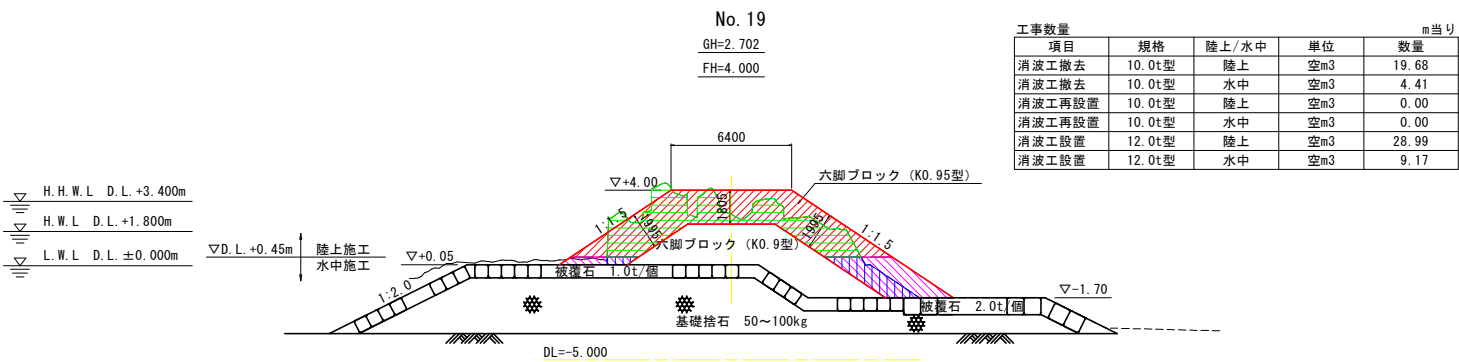 No. 19
GH=2.702
FH=4.000
工事数量 m当り
項目 規格 陸上/水中 単位 数量
消波工撤去 10.0t型 陸上 空m3 19.68
消波工撤去 10.0t型 水中 空m3 4.41
消波工再設置 10.0t型 陸上 空m3 0.00
消波工再設置 10.0t型 水中 空m3 0.00
消波工設置 12.0t型 陸上 空m3 28.99
消波工設置 12.0t型 水中 空m3 9.17
6400
▽+4.00
六脚ブロック (K0.95型)
H.H.W.L D.L.+3.400m
H.W.L D.L.+1.800m
L.W.L D.L.±0.000m
▽D.L.+0.45m
陸上施工
水中施工
▽+0.05
1:1.5
1995
1805
1995
1:1.5
六脚ブロック (K0.9型)
1:2.0
被覆石 1.0t/個
▽-1.70
被覆石 2.0t/個
基礎捨石 50～100kg
DL=-5.000